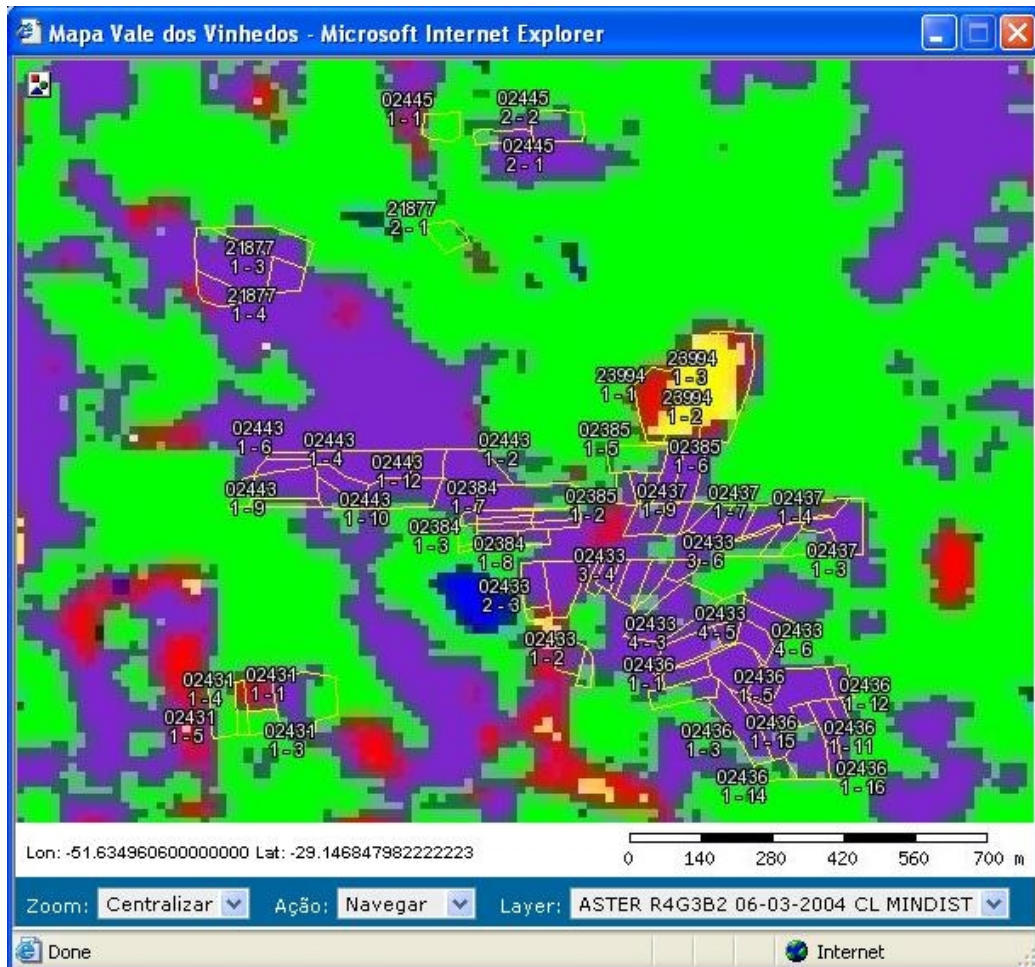 Mapa Vale dos Vinhedos - Microsoft Internet Explorer
02445
1 - 1
02445
2 - 2
02445
2 - 1
21877
2 - 1
21877
1 - 3
21877
1 - 4
23994
1 - 3
23994
1 - 1
23994
1 - 2
02385
1 - 5
02385
1 - 6
02443
1 - 6
02443
1 - 4
02443
1 - 2
02443
1 - 12
02443
1 - 9
02443
1 - 10
02384
1 - 7
02385
1 - 2
02437
1 - 9
02437
1 - 7
02437
1 - 4
02384
1 - 3
02384
1 - 8
02433
3 - 4
02433
3 - 6
02437
1 - 3
02433
2 - 3
02433
1 - 2
02433
4 - 3
02433
4 - 5
02433
4 - 6
02436
1 - 1
02436
1 - 5
02436
1 - 12
02431
1 - 4
02431
1 - 1
02431
1 - 5
02431
1 - 3
02436
1 - 3
02436
1 - 15
02436
1 - 11
02436
1 - 14
02436
1 - 16
Lon: -51.634960600000000 Lat: -29.146847982222223
0 140 280 420 560 700 m
Zoom: Centralizar Ação: Navegar Layer: ASTER R4G3B2 06-03-2004 CL MINDIST
Done Internet